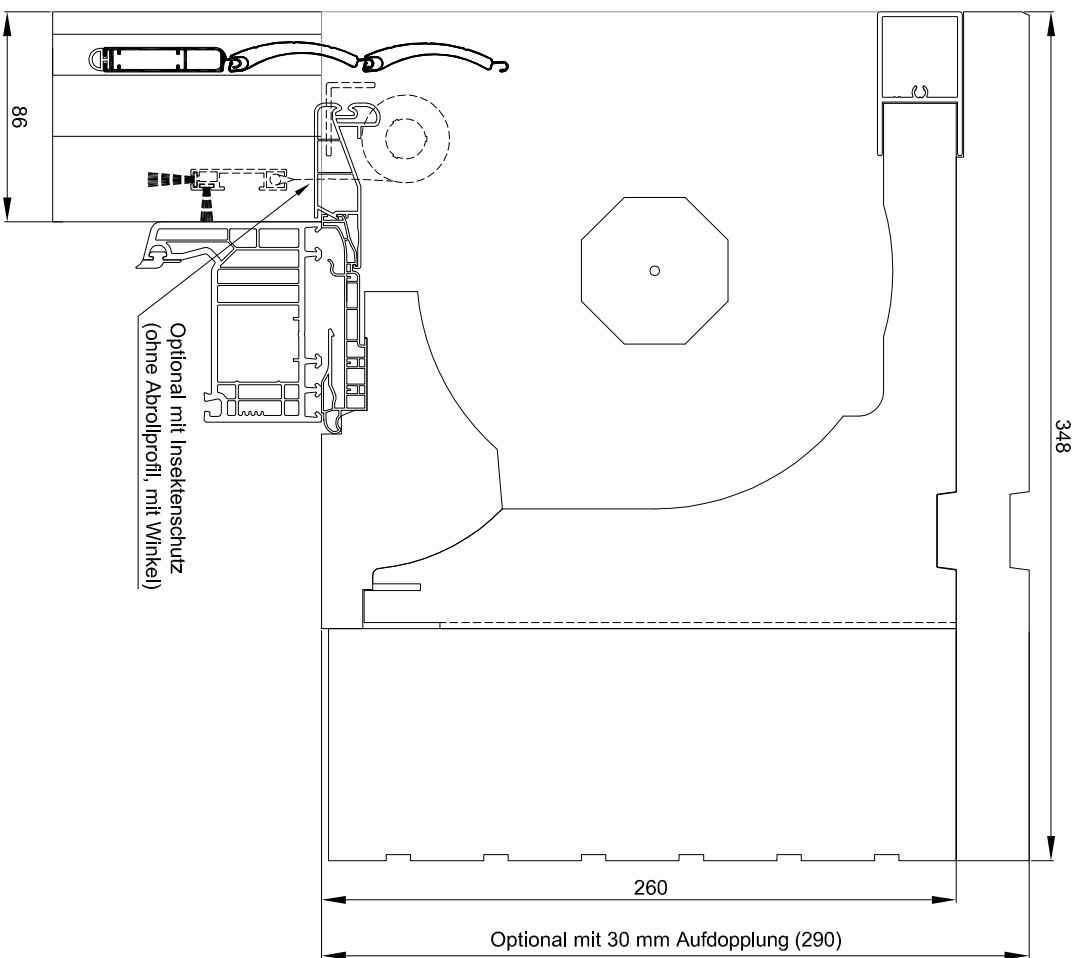 86
348
Optional mit Insektenschutz
(ohne Abrollprofil, mit Winkel)
260
Optional mit 30 mm Aufdopplung (290)